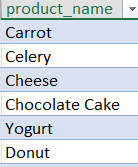 product_name
Carrot
Celery
Cheese
Chocolate Cake
Yogurt
Donut